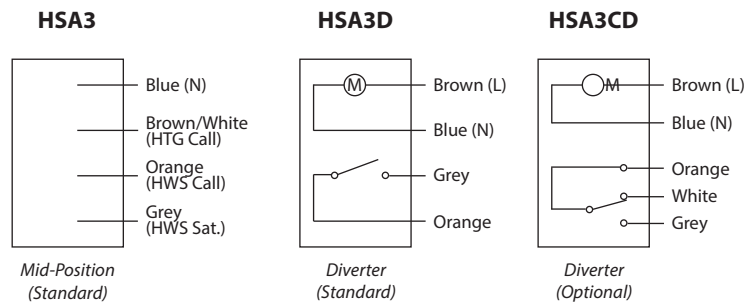 HSA3
Blue (N)
Brown/White
(HTG Call)
Orange
(HWS Call)
Grey
(HWS Sat.)
Mid-Position
(Standard)
HSA3D
M
Brown (L)
Blue (N)
Grey
Orange
Diverter
(Standard)
HSA3CD
M
Brown (L)
Blue (N)
Orange
White
Grey
Diverter
(Optional)